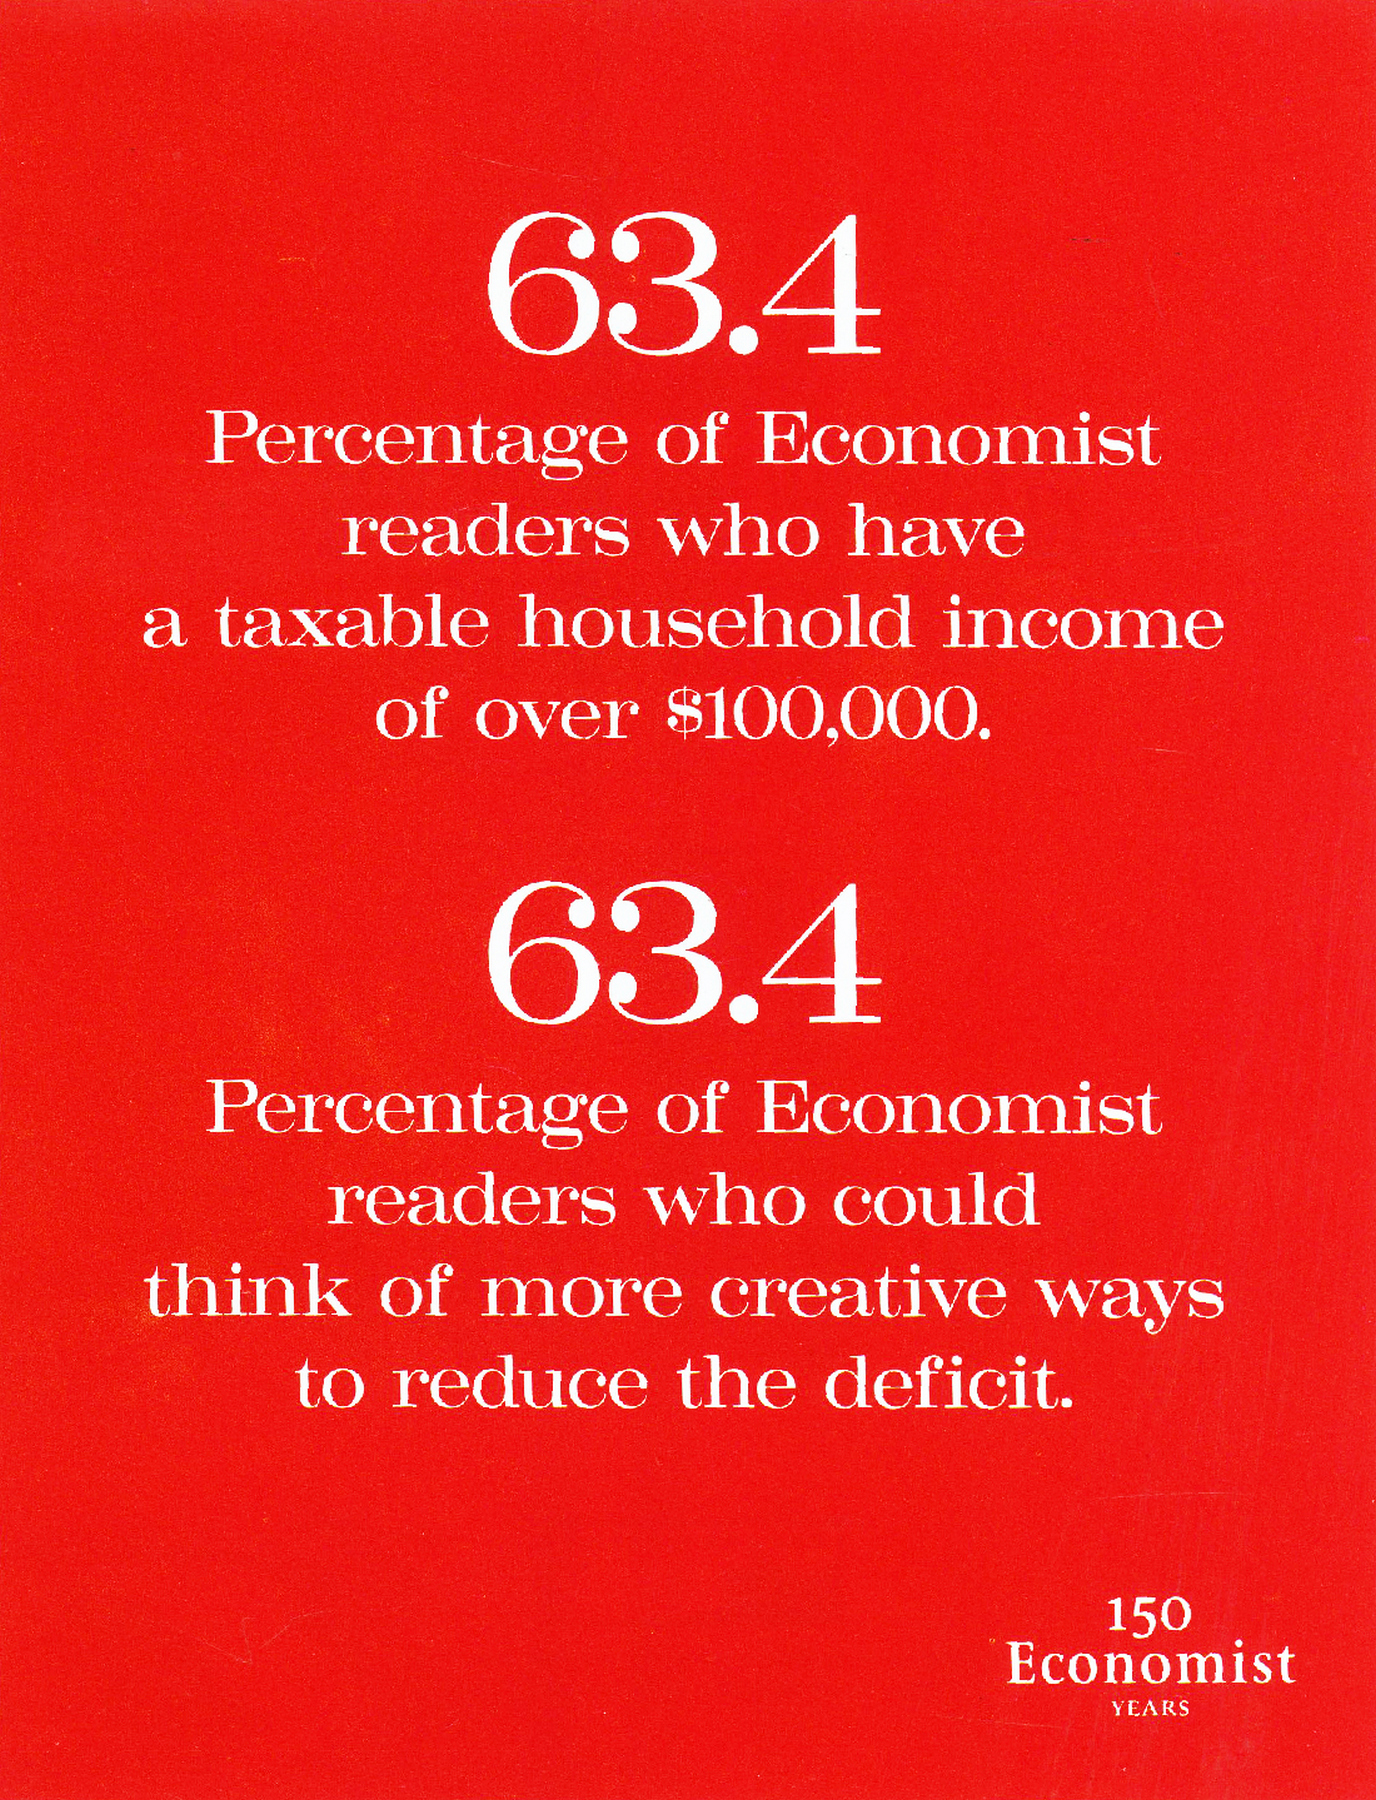 63.4
Percentage of Economist
readers who have
a taxable household income
of over $100,000.
63.4
Percentage of Economist
readers who could
think of more creative ways
to reduce the deficit.
150
Economist
YEARS